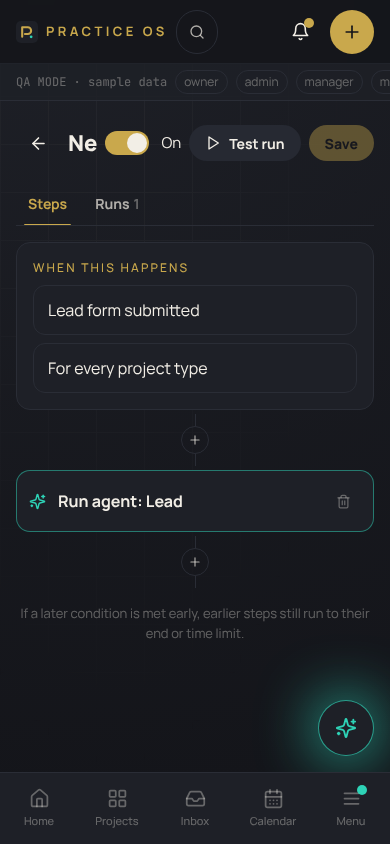 PRACTICE OS
QA MODE · sample data owner admin manager m
Ne On Test run Save
Steps Runs 1
WHEN THIS HAPPENS
Lead form submitted
For every project type
Run agent: Lead
If a later condition is met early, earlier steps still run to their
end or time limit.
Home Projects Inbox Calendar Menu